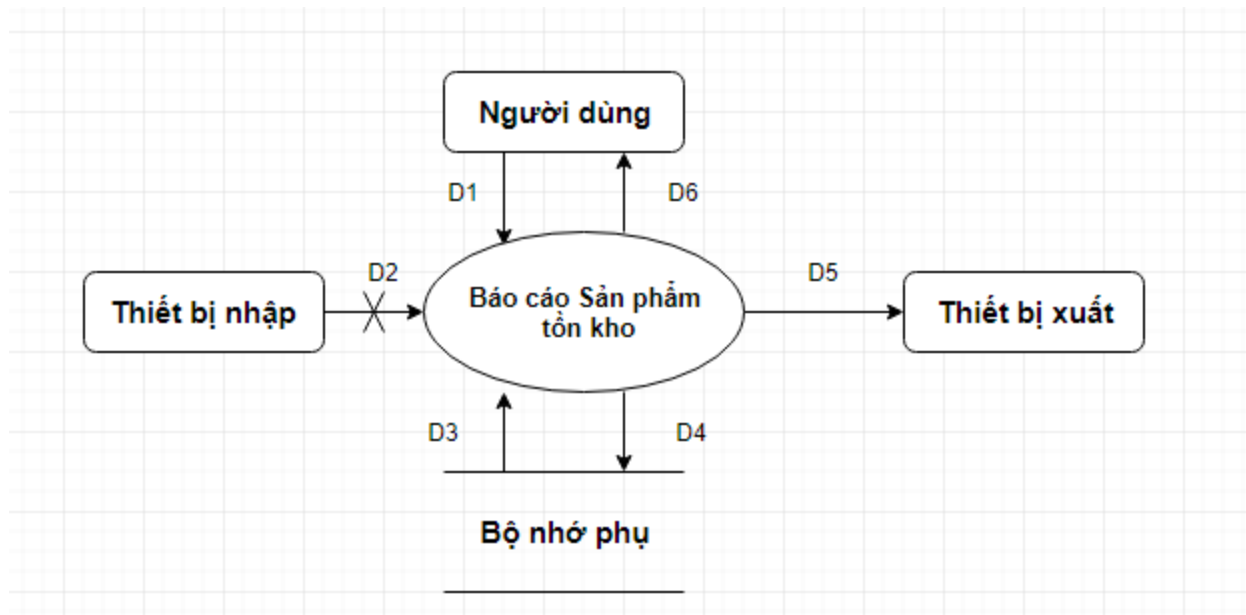 Người dùng
D1
D6
D2
D5
Thiết bị nhập
Báo cáo Sản phẩm
tồn kho
Thiết bị xuất
D3
D4
Bộ nhớ phụ